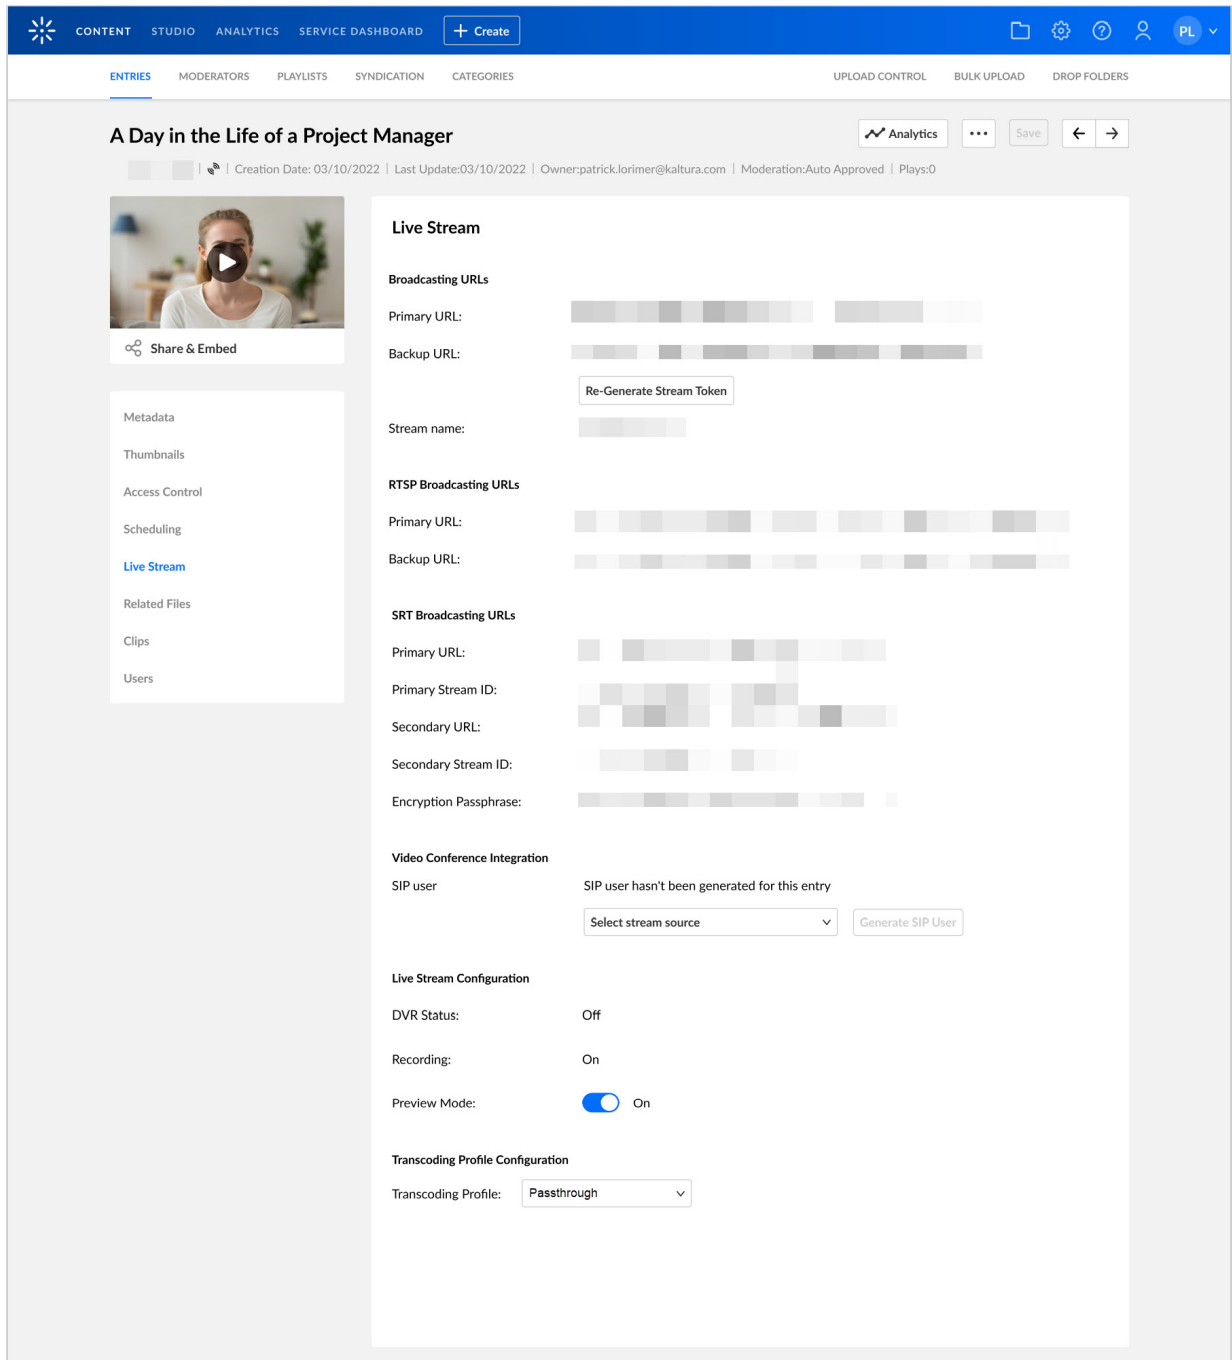 CONTENT STUDIO ANALYTICS SERVICE DASHBOARD + Create PL
ENTRIES MODERATORS PLAYLISTS SYNDICATION CATEGORIES UPLOAD CONTROL BULK UPLOAD DROP FOLDERS
A Day in the Life of a Project Manager Analytics ••• Save
| | Creation Date: 03/10/2022 | Last Update:03/10/2022 | Owner:patrick.lorimer@kaltura.com | Moderation:Auto Approved | Plays:0
Share & Embed
Metadata
Thumbnails
Access Control
Scheduling
Live Stream
Related Files
Clips
Users
Live Stream
Broadcasting URLs
Primary URL:
Backup URL:
Re-Generate Stream Token
Stream name:
RTSP Broadcasting URLs
Primary URL:
Backup URL:
SRT Broadcasting URLs
Primary URL:
Primary Stream ID:
Secondary URL:
Secondary Stream ID:
Encryption Passphrase:
Video Conference Integration
SIP user SIP user hasn't been generated for this entry
Select stream source Generate SIP User
Live Stream Configuration
DVR Status: Off
Recording: On
Preview Mode: On
Transcoding Profile Configuration
Transcoding Profile: Passthrough